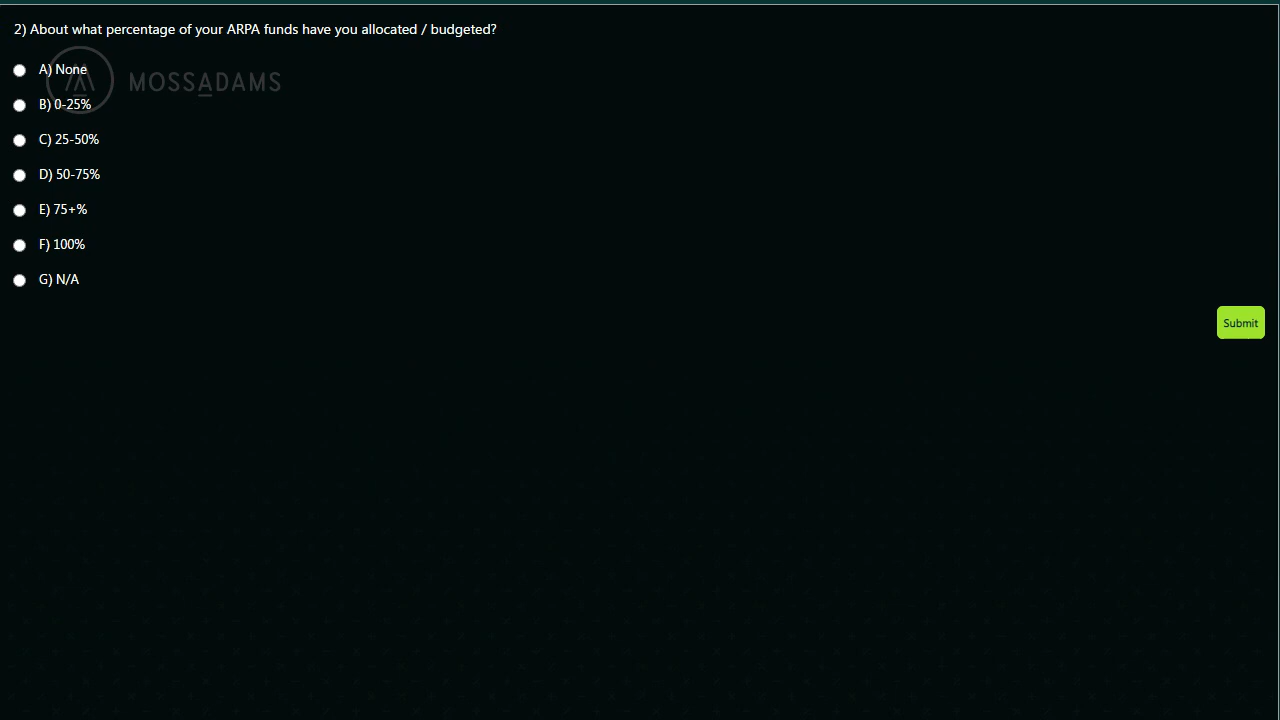 2) About what percentage of your ARPA funds have you allocated / budgeted?
A) None
MOSSADAMS
B) 0-25%
C) 25-50%
D) 50-75%
E) 75+%
F) 100%
G) N/A
Submit